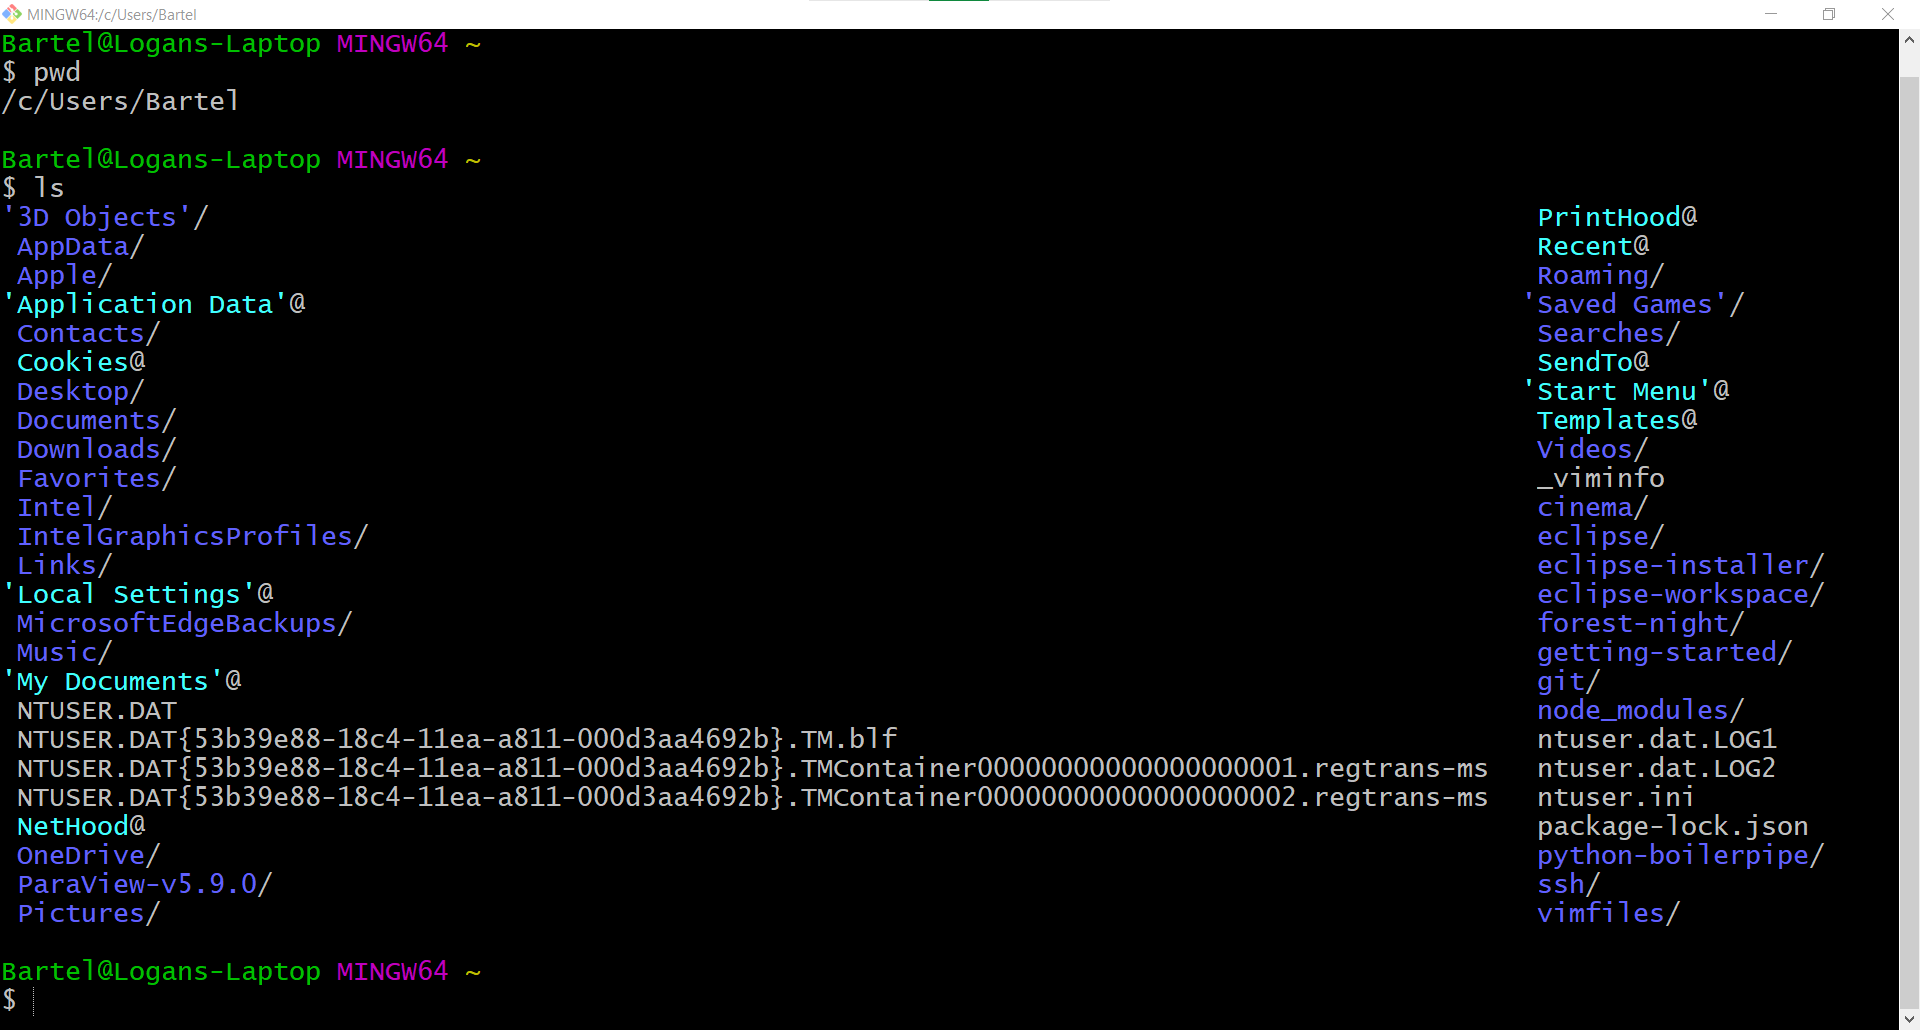 MINGW64:/c/Users/Bartel
Bartel@Logans-Laptop MINGW64 ~
$ pwd
/c/Users/Bartel
Bartel@Logans-Laptop MINGW64 ~
$ ls
'3D Objects'/ PrintHood@
AppData/ Recent@
Apple/ Roaming/
'Application Data'@ 'Saved Games'/
Contacts/ Searches/
Cookies@ SendTo@
Desktop/ 'Start Menu'@
Documents/ Templates@
Downloads/ Videos/
Favorites/ _viminfo
Intel/ cinema/
IntelGraphicsProfiles/ eclipse/
Links/ eclipse-installer/
'Local Settings'@ eclipse-workspace/
MicrosoftEdgeBackups/ forest-night/
Music/ getting-started/
'My Documents'@ git/
NTUSER.DAT node_modules/
NTUSER.DAT{53b39e88-18c4-11ea-a811-000d3aa4692b}.TM.blf ntuser.dat.LOG1
NTUSER.DAT{53b39e88-18c4-11ea-a811-000d3aa4692b}.TMContainer00000000000000000001.regtrans-ms ntuser.dat.LOG2
NTUSER.DAT{53b39e88-18c4-11ea-a811-000d3aa4692b}.TMContainer00000000000000000002.regtrans-ms ntuser.ini
NetHood@ package-lock.json
OneDrive/ python-boilerpipe/
ParaView-v5.9.0/ ssh/
Pictures/ vimfiles/
Bartel@Logans-Laptop MINGW64 ~
$